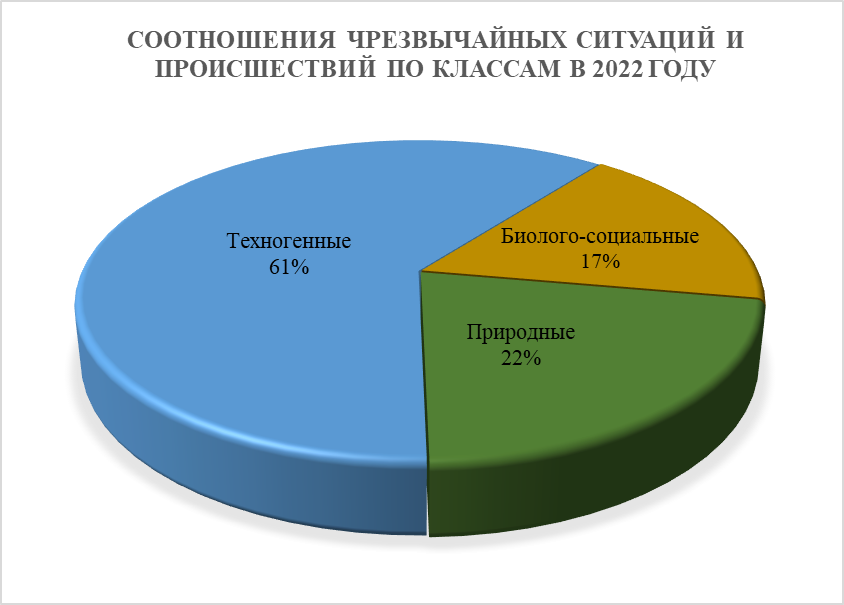 СООТНОШЕНИЯ ЧРЕЗВЫЧАЙНЫХ СИТУАЦИЙ И
ПРОИСШЕСТВИЙ ПО КЛАССАМ В 2022 ГОДУ
Техногенные
61%
Биолого-социальные
17%
Природные
22%